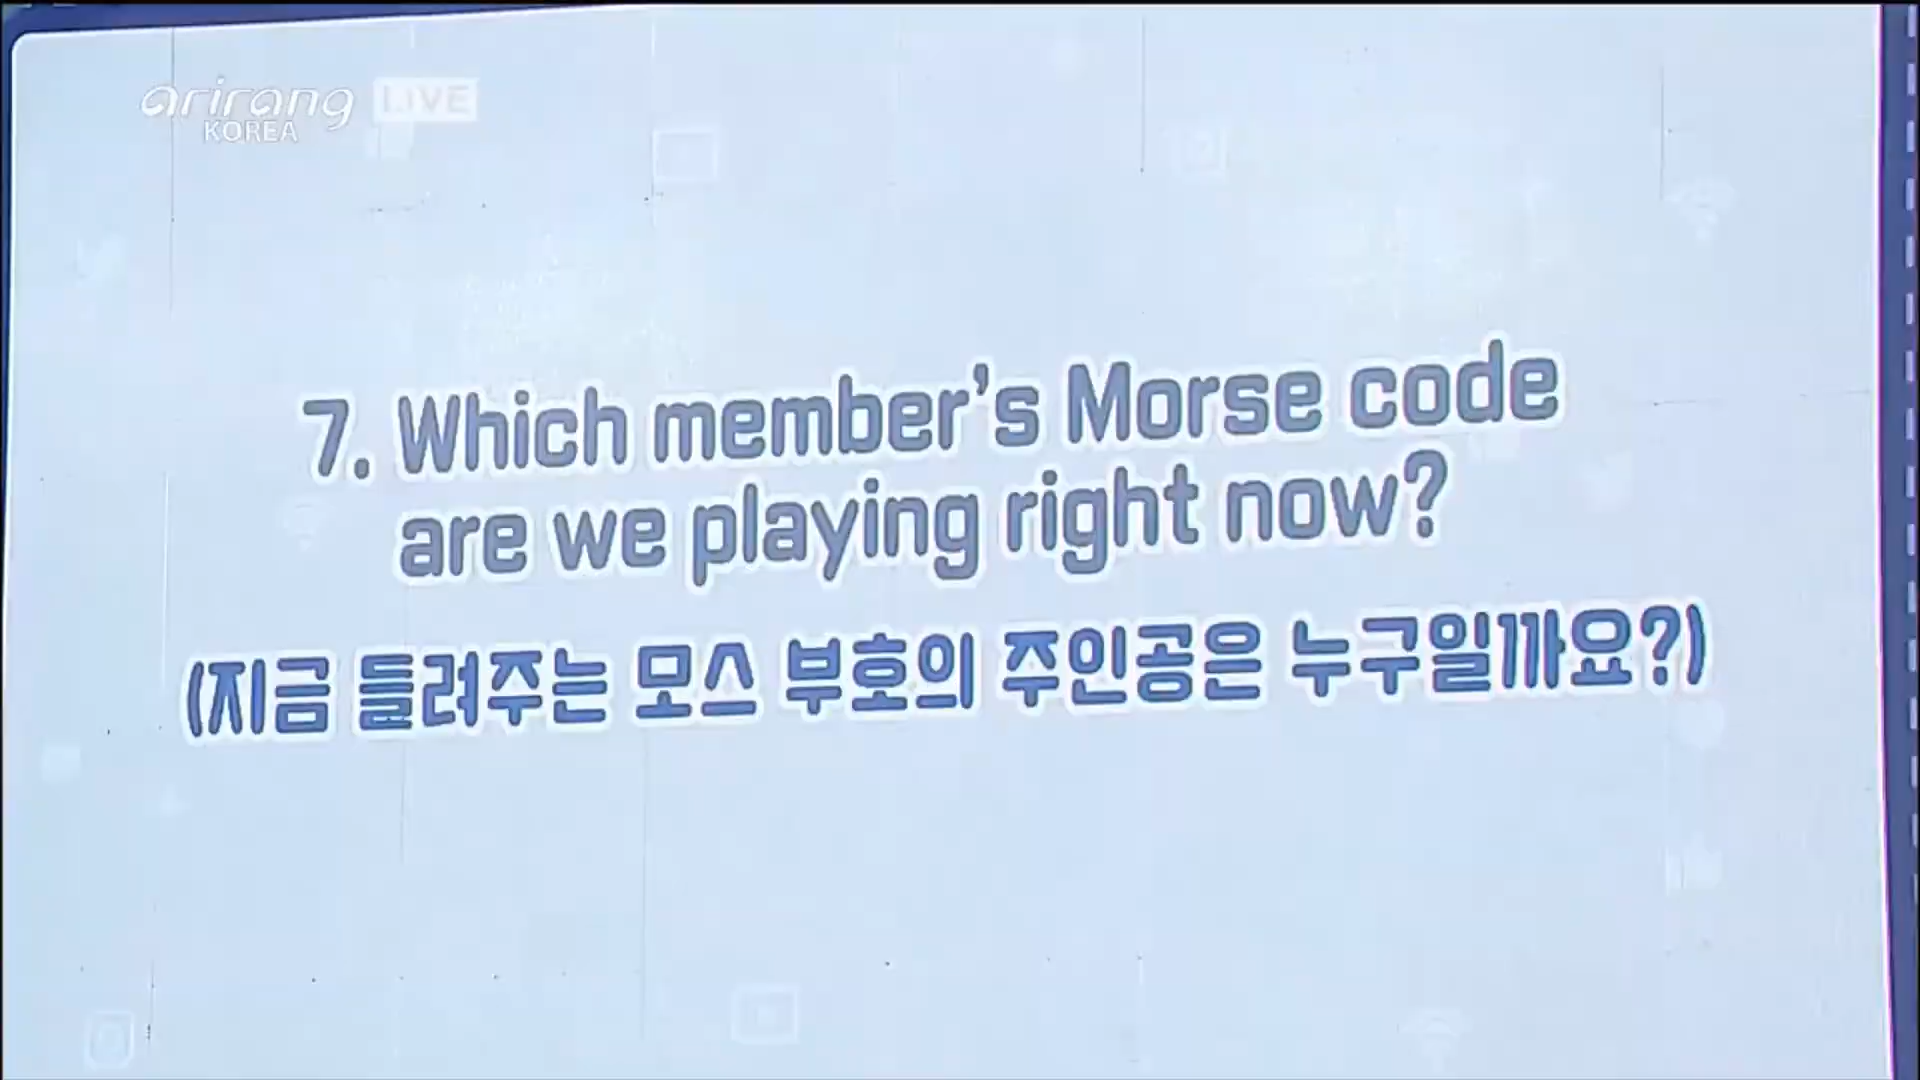 arirang LIVE
KOREA
7. Which member's Morse code
are we playing right now?
(지금 들려주는 모스 부호의 주인공은 누구일까요?)